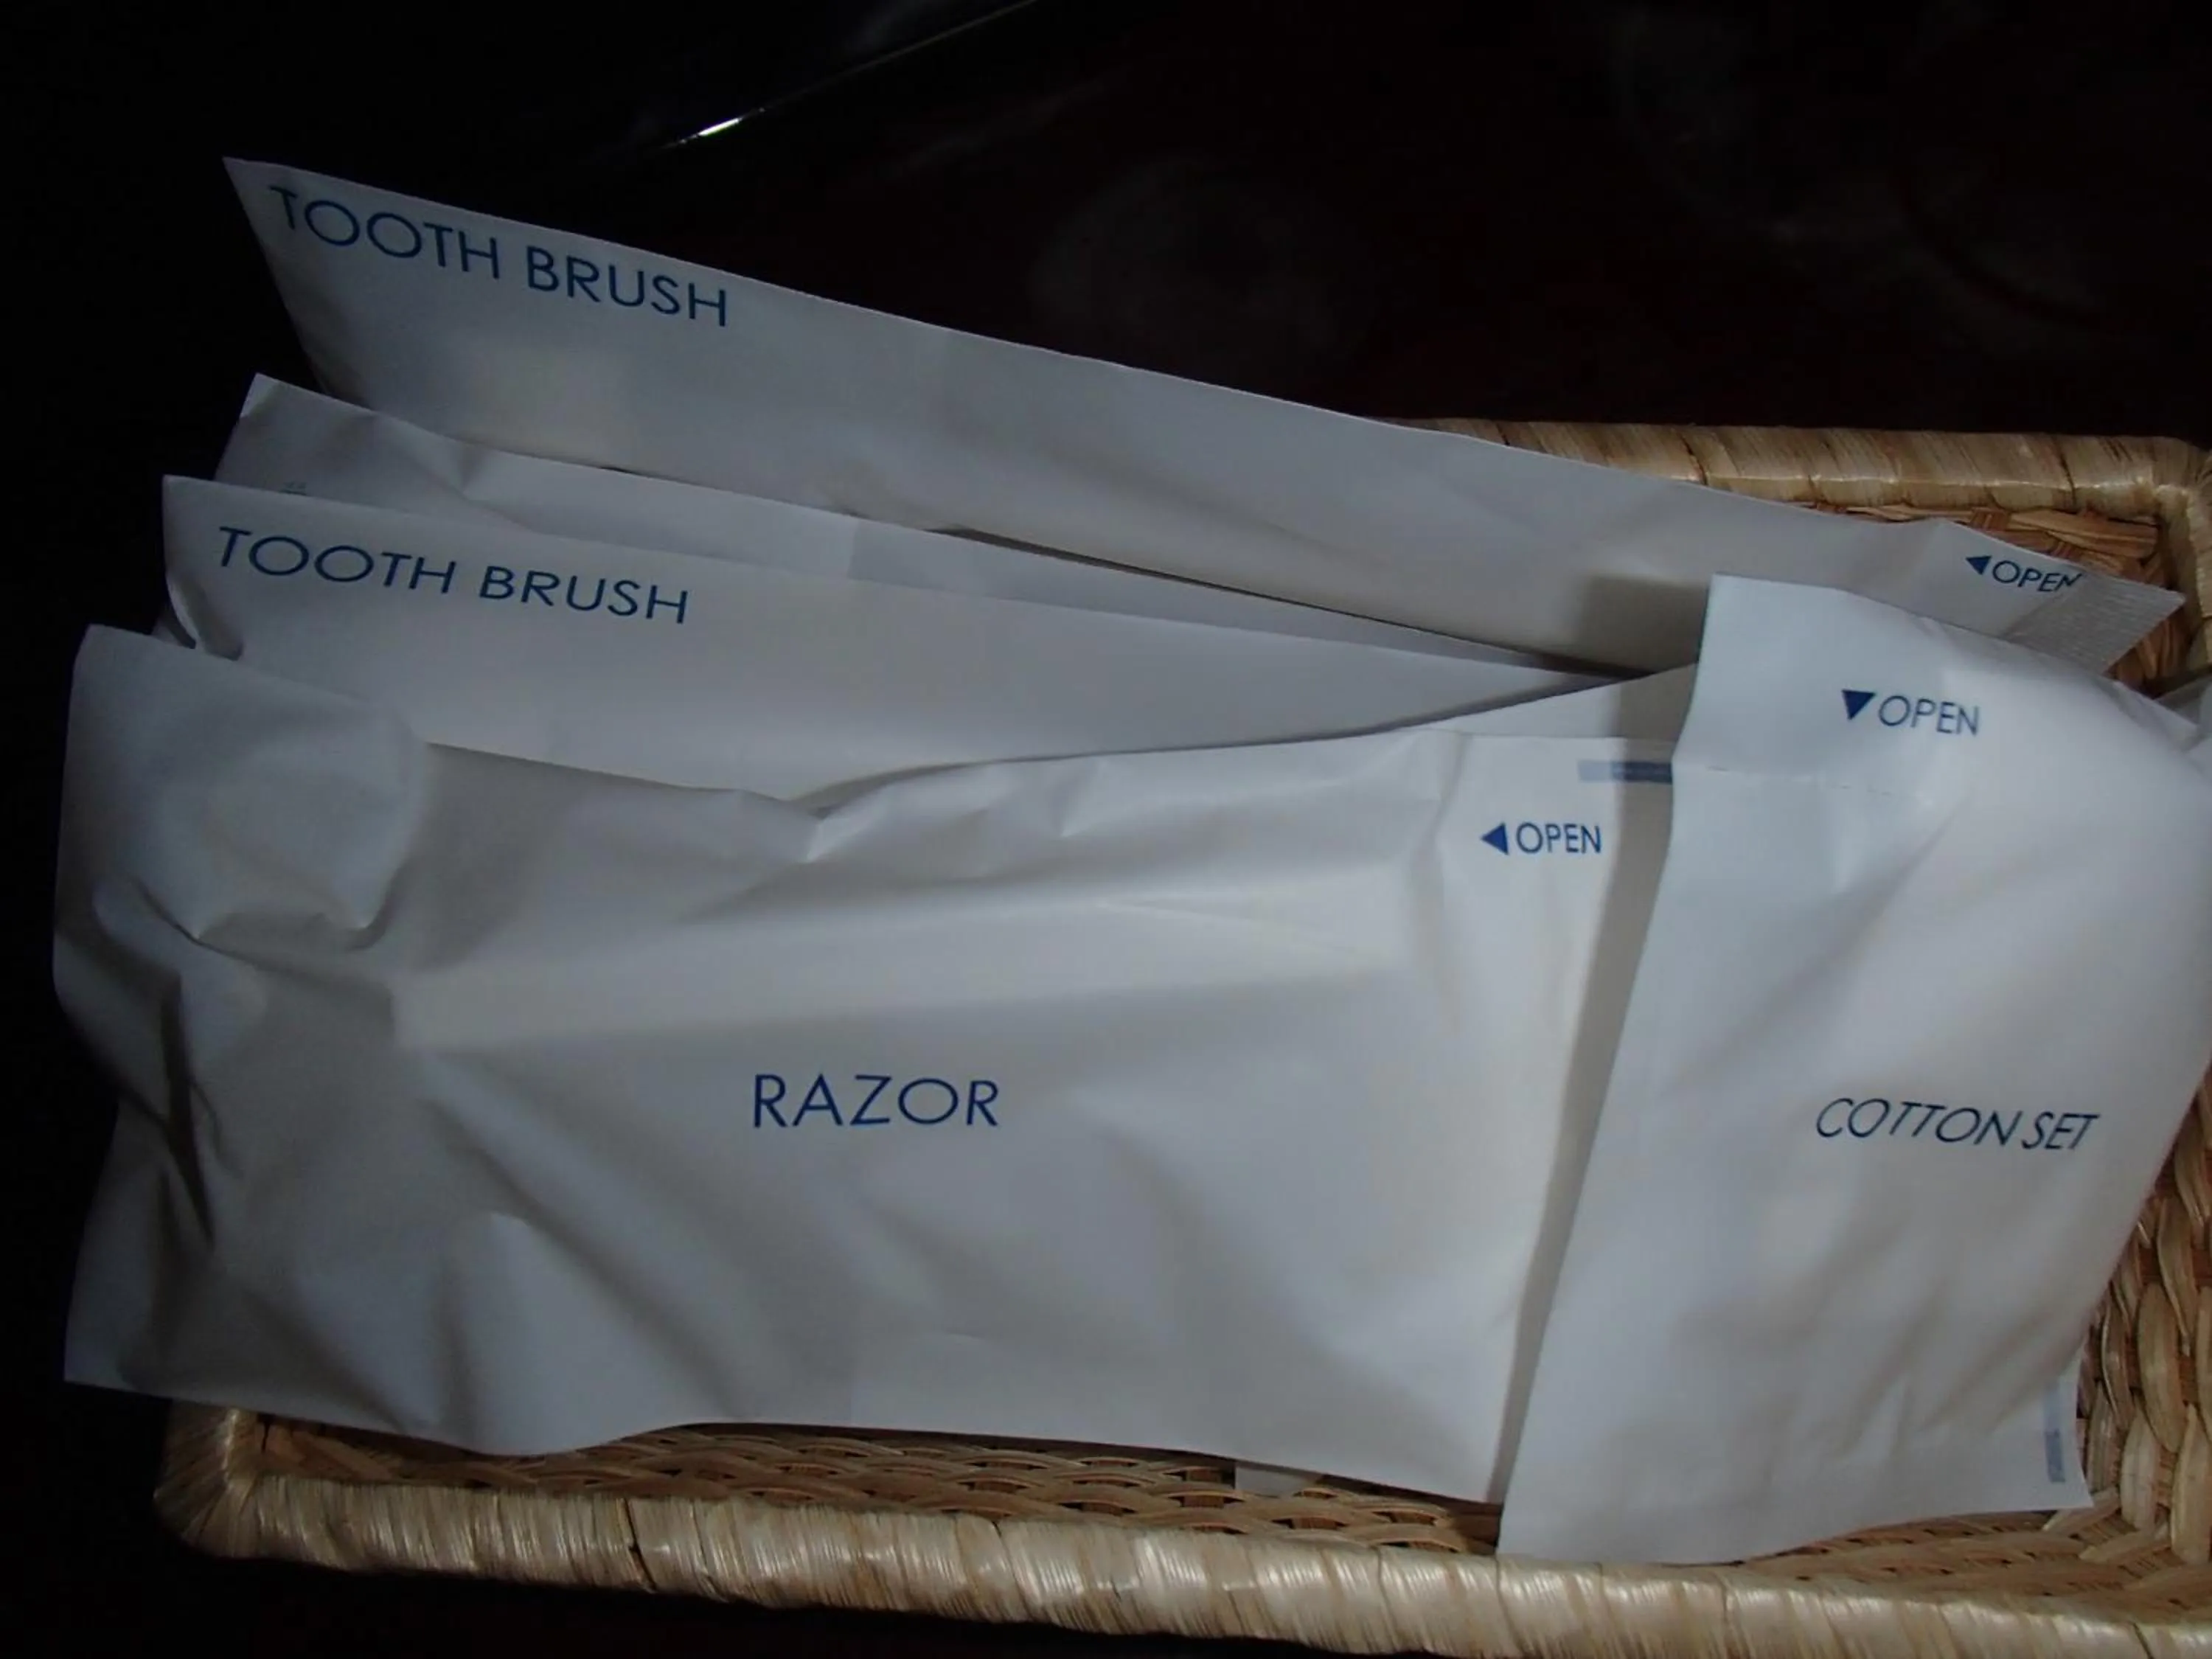 TOOTH BRUSH
◀OPEN
TOOTH BRUSH
▼OPEN
◀OPEN
RAZOR
COTTON SET